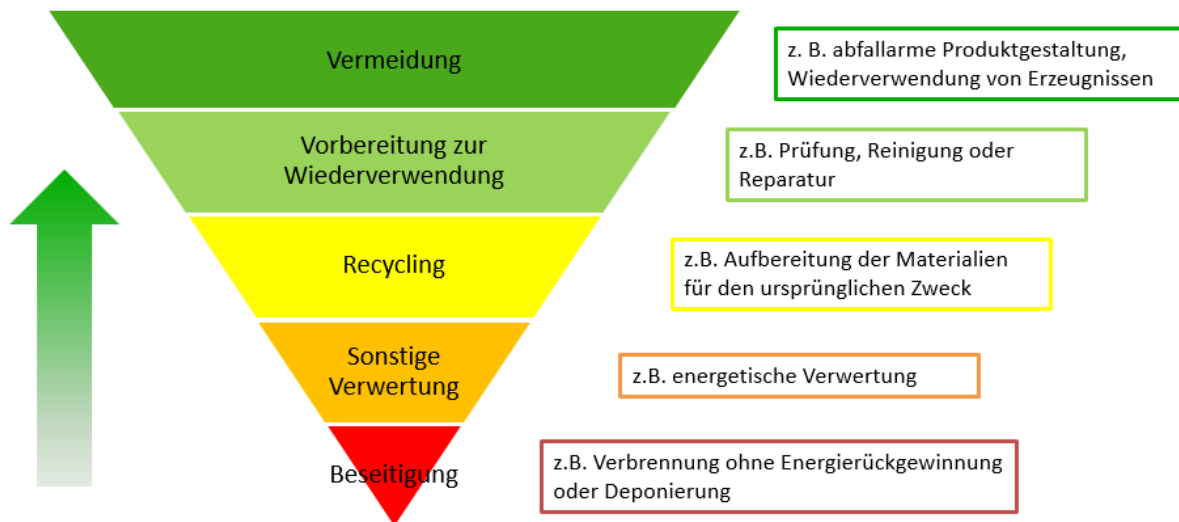 Vermeidung
z. B. abfallarme Produktgestaltung,
Wiederverwendung von Erzeugnissen
Vorbereitung zur
Wiederverwendung
z.B. Prüfung, Reinigung oder
Reparatur
Recycling
z.B. Aufbereitung der Materialien
für den ursprünglichen Zweck
Sonstige
Verwertung
z.B. energetische Verwertung
Beseitigung
z.B. Verbrennung ohne Energierückgewinnung
oder Deponierung